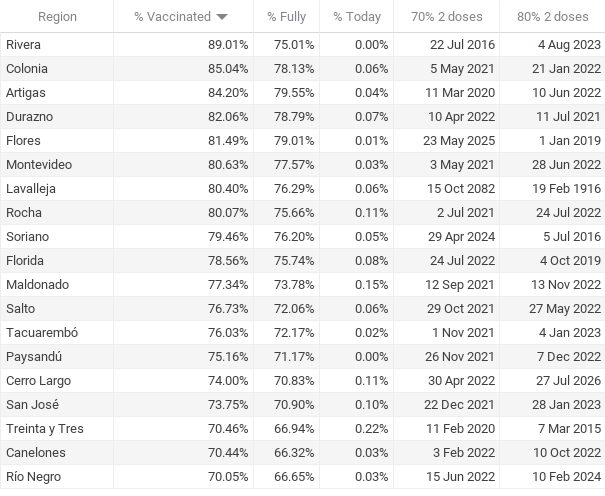 Region % Vaccinated % Fully % Today 70% 2 doses 80% 2 doses
Rivera 89.01% 75.01% 0.00% 22 Jul 2016 4 Aug 2023
Colonia 85.04% 78.13% 0.06% 5 May 2021 21 Jan 2022
Artigas 84.20% 79.55% 0.04% 11 Mar 2020 10 Jun 2022
Durazno 82.06% 78.79% 0.07% 10 Apr 2022 11 Jul 2021
Flores 81.49% 79.01% 0.01% 23 May 2025 1 Jan 2019
Montevideo 80.63% 77.57% 0.03% 3 May 2021 28 Jun 2022
Lavalleja 80.40% 76.29% 0.06% 15 Oct 2082 19 Feb 1916
Rocha 80.07% 75.66% 0.11% 2 Jul 2021 24 Jul 2022
Soriano 79.46% 76.20% 0.05% 29 Apr 2024 5 Jul 2016
Florida 78.56% 75.74% 0.08% 24 Jul 2022 4 Oct 2019
Maldonado 77.34% 73.78% 0.15% 12 Sep 2021 13 Nov 2022
Salto 76.73% 72.06% 0.06% 29 Oct 2021 27 May 2022
Tacuarembó 76.03% 72.17% 0.02% 1 Nov 2021 4 Jan 2023
Paysandú 75.16% 71.17% 0.00% 26 Nov 2021 7 Dec 2022
Cerro Largo 74.00% 70.83% 0.11% 30 Apr 2022 27 Jul 2026
San José 73.75% 70.90% 0.10% 22 Dec 2021 28 Jan 2023
Treinta y Tres 70.46% 66.94% 0.22% 11 Feb 2020 7 Mar 2015
Canelones 70.44% 66.32% 0.03% 3 Feb 2022 10 Oct 2022
Río Negro 70.05% 66.65% 0.03% 15 Jun 2022 10 Feb 2024